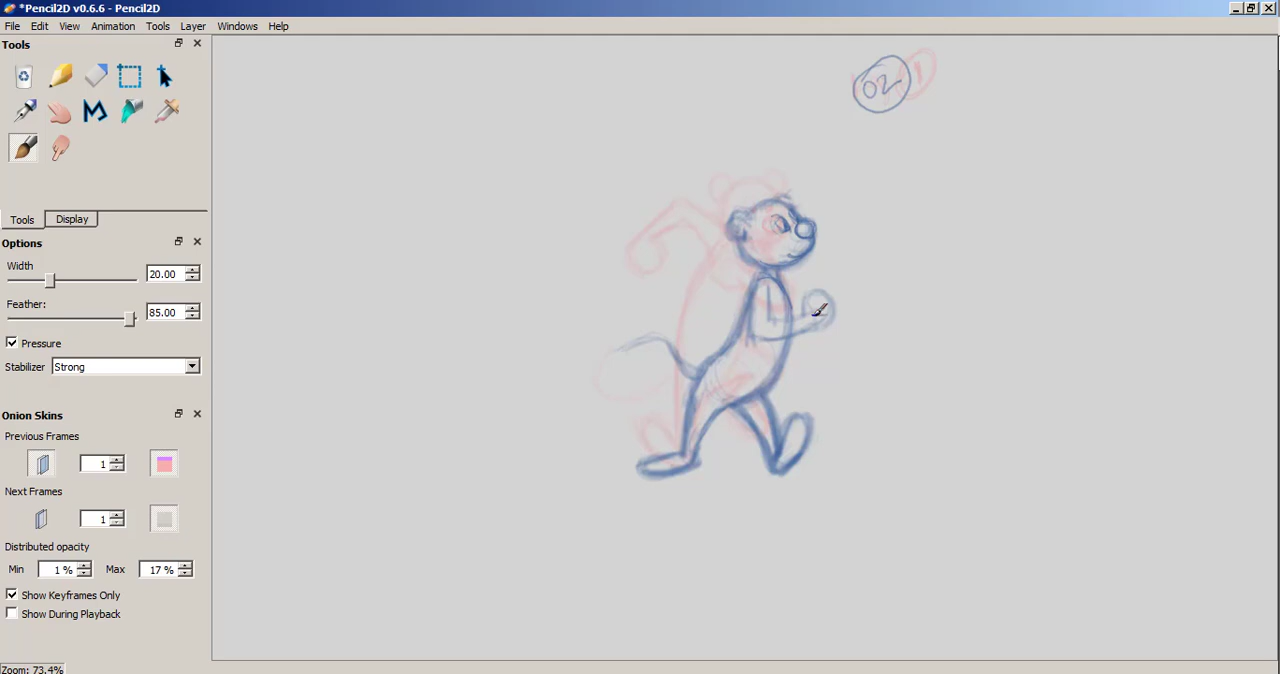 *Pencil2D v0.6.6 - Pencil2D
File Edit View Animation Tools Layer Windows Help
Tools
02
1
Tools Display
Options
Width
20.00
Feather:
85.00
Pressure
Stabilizer Strong
Onion Skins
Previous Frames
1
Next Frames
1
Distributed opacity
Min 1 % Max 17 %
Show Keyframes Only
Show During Playback
Zoom: 73.4%